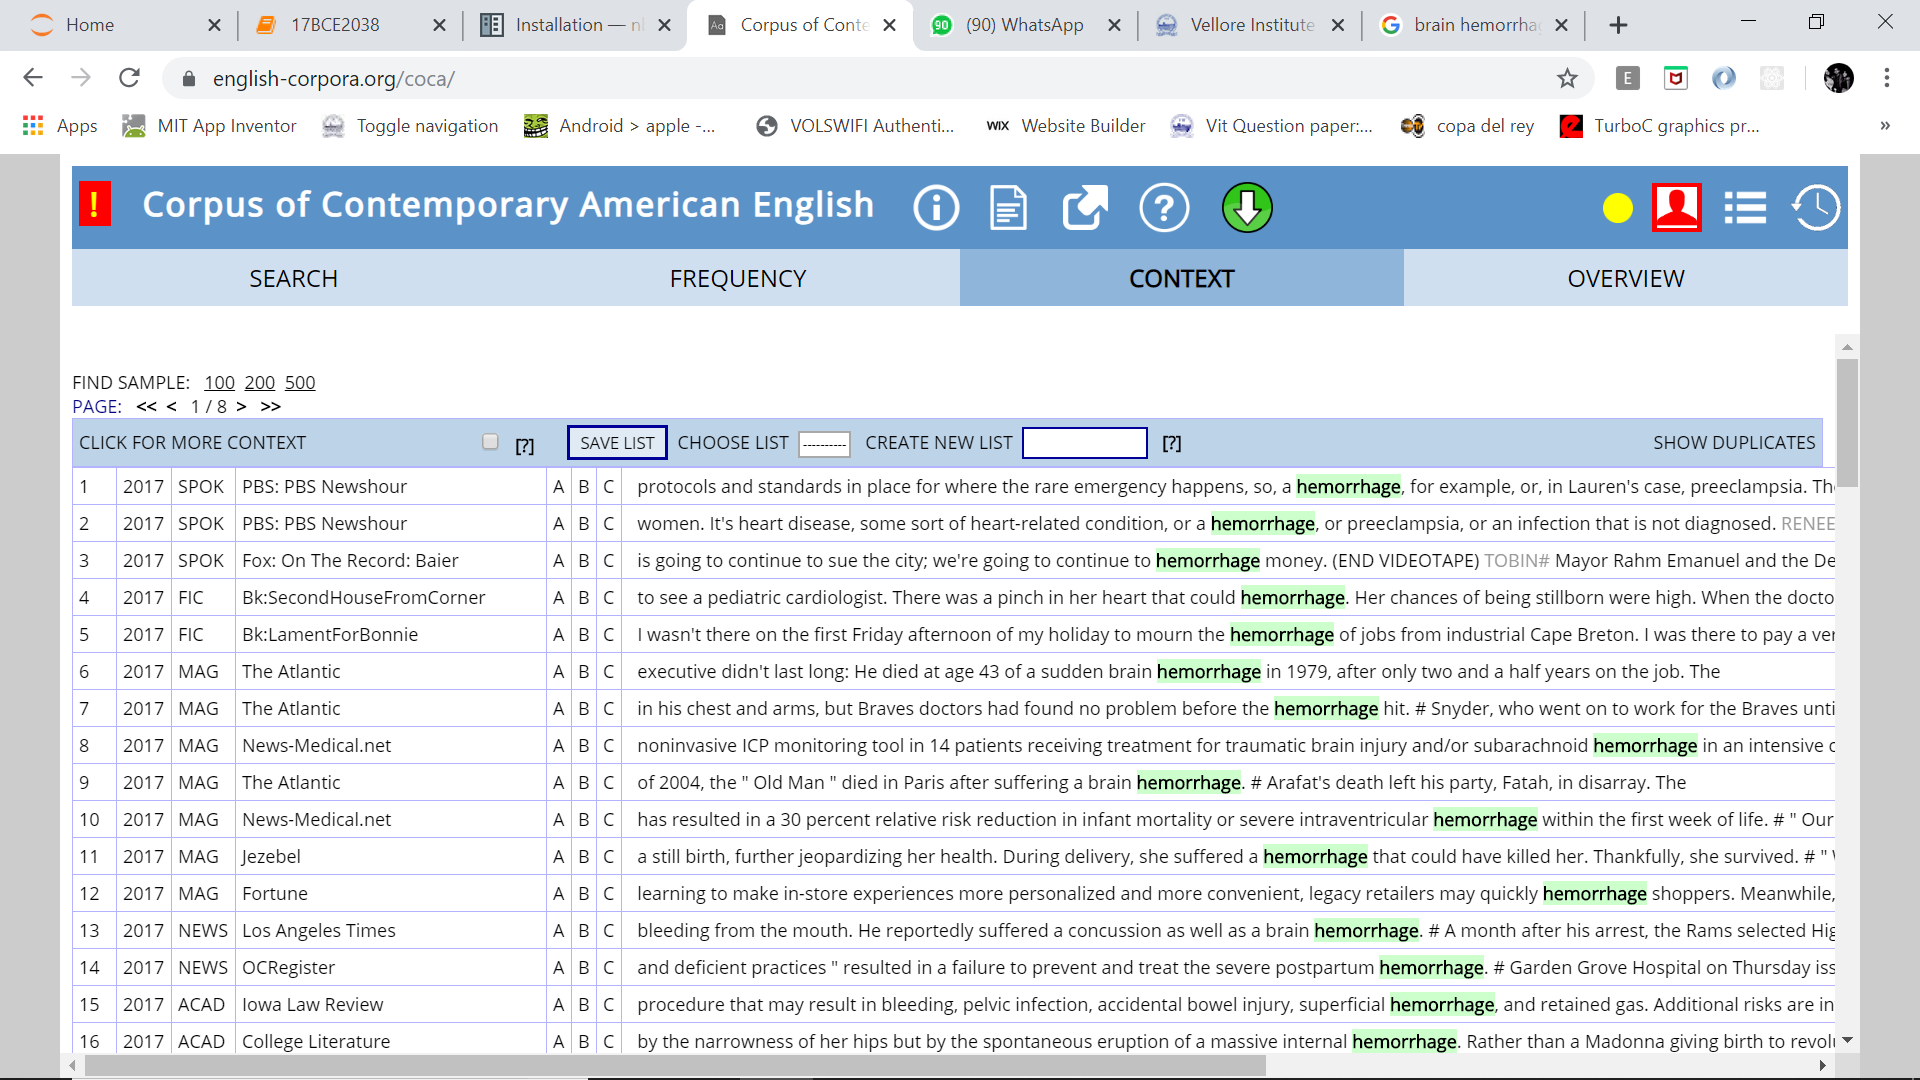 Home 17BCE2038 Installation — nb Corpus of Conte (90) WhatsApp Vellore Institute brain hemorrha
english-corpora.org/coca/
Apps MIT App Inventor Toggle navigation Android > apple -... VOLSWIFI Authenti... WIX Website Builder Vit Question paper:... copa del rey TurboC graphics pr... »
! Corpus of Contemporary American English
SEARCH FREQUENCY CONTEXT OVERVIEW
FIND SAMPLE: 100 200 500
PAGE: << < 1 / 8 > >>
CLICK FOR MORE CONTEXT [?] SAVE LIST CHOOSE LIST ---------- CREATE NEW LIST [?] SHOW DUPLICATES
1 2017 SPOK PBS: PBS Newshour A B C protocols and standards in place for where the rare emergency happens, so, a hemorrhage, for example, or, in Lauren's case, preeclampsia. Th
2 2017 SPOK PBS: PBS Newshour A B C women. It's heart disease, some sort of heart-related condition, or a hemorrhage, or preeclampsia, or an infection that is not diagnosed. RENEE
3 2017 SPOK Fox: On The Record: Baier A B C is going to continue to sue the city; we're going to continue to hemorrhage money. (END VIDEOTAPE) TOBIN# Mayor Rahm Emanuel and the De
4 2017 FIC Bk:SecondHouseFromCorner A B C to see a pediatric cardiologist. There was a pinch in her heart that could hemorrhage. Her chances of being stillborn were high. When the docto
5 2017 FIC Bk:LamentForBonnie A B C I wasn't there on the first Friday afternoon of my holiday to mourn the hemorrhage of jobs from industrial Cape Breton. I was there to pay a ver
6 2017 MAG The Atlantic A B C executive didn't last long: He died at age 43 of a sudden brain hemorrhage in 1979, after only two and a half years on the job. The
7 2017 MAG The Atlantic A B C in his chest and arms, but Braves doctors had found no problem before the hemorrhage hit. # Snyder, who went on to work for the Braves unti
8 2017 MAG News-Medical.net A B C noninvasive ICP monitoring tool in 14 patients receiving treatment for traumatic brain injury and/or subarachnoid hemorrhage in an intensive c
9 2017 MAG The Atlantic A B C of 2004, the " Old Man " died in Paris after suffering a brain hemorrhage. # Arafat's death left his party, Fatah, in disarray. The
10 2017 MAG News-Medical.net A B C has resulted in a 30 percent relative risk reduction in infant mortality or severe intraventricular hemorrhage within the first week of life. # " Our
11 2017 MAG Jezebel A B C a still birth, further jeopardizing her health. During delivery, she suffered a hemorrhage that could have killed her. Thankfully, she survived. # "
12 2017 MAG Fortune A B C learning to make in-store experiences more personalized and more convenient, legacy retailers may quickly hemorrhage shoppers. Meanwhile,
13 2017 NEWS Los Angeles Times A B C bleeding from the mouth. He reportedly suffered a concussion as well as a brain hemorrhage. # A month after his arrest, the Rams selected Hig
14 2017 NEWS OCRegister A B C and deficient practices " resulted in a failure to prevent and treat the severe postpartum hemorrhage. # Garden Grove Hospital on Thursday iss
15 2017 ACAD Iowa Law Review A B C procedure that may result in bleeding, pelvic infection, accidental bowel injury, superficial hemorrhage, and retained gas. Additional risks are in
16 2017 ACAD College Literature A B C by the narrowness of her hips but by the spontaneous eruption of a massive internal hemorrhage. Rather than a Madonna giving birth to revol